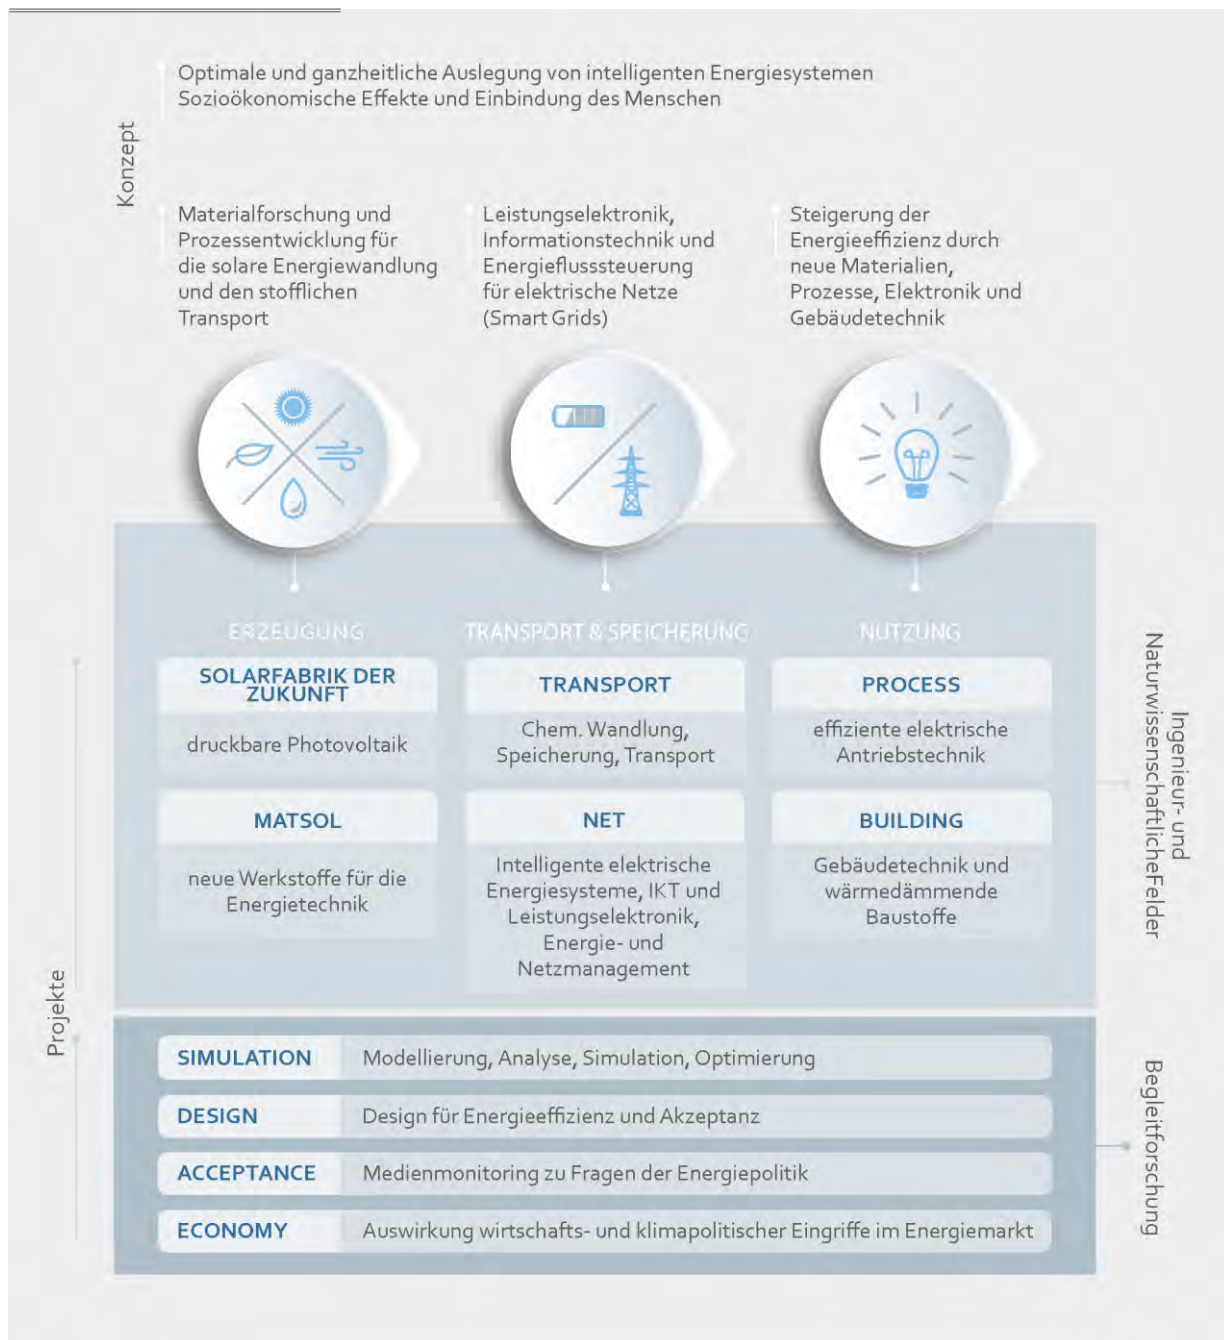 Konzept
Optimale und ganzheitliche Auslegung von intelligenten Energiesystemen
Sozioökonomische Effekte und Einbindung des Menschen
Materialforschung und
Prozessentwicklung für
die solare Energiewandlung
und den stofflichen
Transport
Leistungselektronik,
Informationstechnik und
Energieflusssteuerung
für elektrische Netze
(Smart Grids)
Steigerung der
Energieeffizienz durch
neue Materialien,
Prozesse, Elektronik und
Gebäudetechnik
Projekte
ERZEUGUNG
SOLARFABRIK DER
ZUKUNFT
druckbare Photovoltaik
MATSOL
neue Werkstoffe für die
Energietechnik
TRANSPORT & SPEICHERUNG
TRANSPORT
Chem. Wandlung,
Speicherung, Transport
NET
Intelligente elektrische
Energiesysteme, IKT und
Leistungselektronik,
Energie- und
Netzmanagement
NUTZUNG
PROCESS
effiziente elektrische
Antriebstechnik
BUILDING
Gebäudetechnik und
wärmedämmende
Baustoffe
Ingenieur- und
NaturwissenschaftlicheFelder
SIMULATION Modellierung, Analyse, Simulation, Optimierung
DESIGN Design für Energieeffizienz und Akzeptanz
ACCEPTANCE Medienmonitoring zu Fragen der Energiepolitik
ECONOMY Auswirkung wirtschafts- und klimapolitischer Eingriffe im Energiemarkt
Begleitforschung